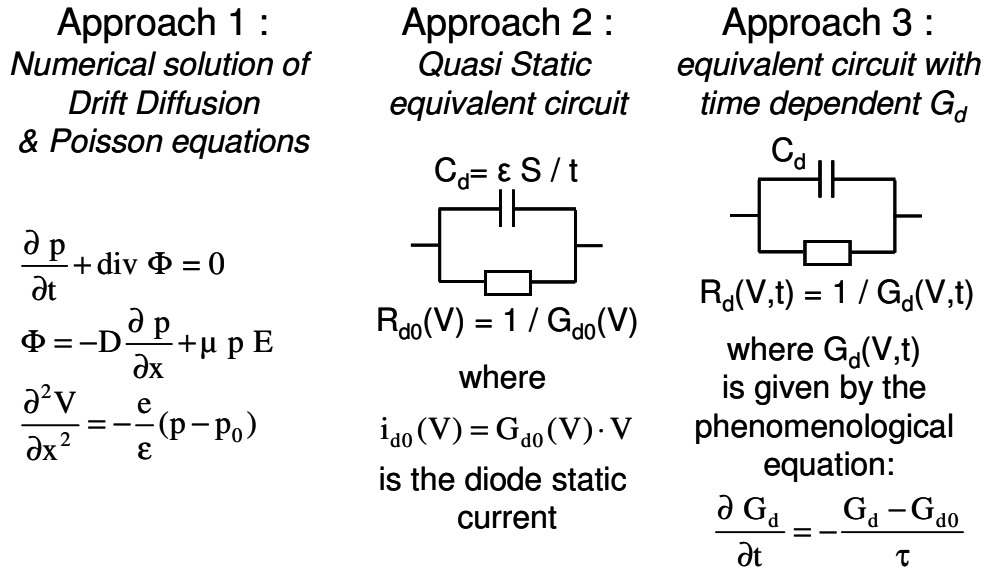 Approach 1 :
Numerical solution of
Drift Diffusion
& Poisson equations
∂ p/∂t + div Φ = 0
Φ = −D ∂ p/∂x + μ p E
∂²V/∂x² = − e/ε (p − p₀)
Approach 2 :
Quasi Static
equivalent circuit
C_d= ε S / t
R_d0(V) = 1 / G_d0(V)
where
i_d0(V) = G_d0(V) · V
is the diode static
current
Approach 3 :
equivalent circuit with
time dependent G_d
C_d
R_d(V,t) = 1 / G_d(V,t)
where G_d(V,t)
is given by the
phenomenological
equation:
∂ G_d/∂t = − (G_d − G_d0)/τ